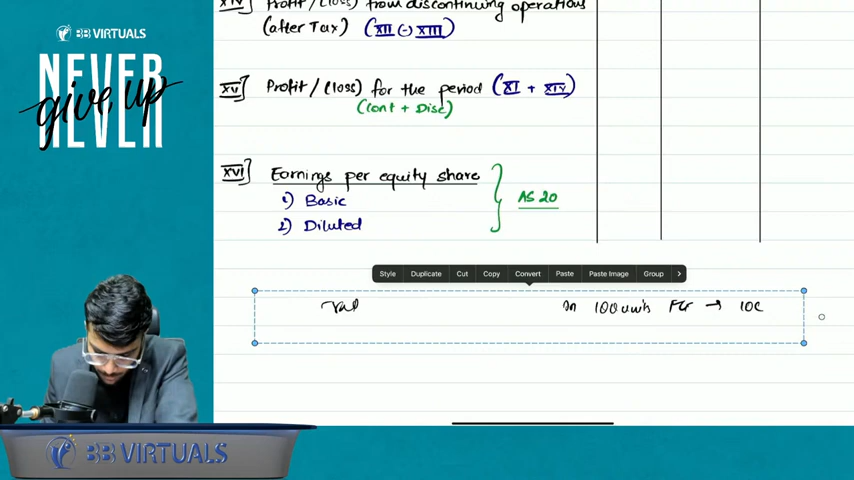 BB VIRTUALS
NEVER
give up
NEVER
XIV] Profit/(Loss) from discontinuing operations
(after Tax) (XII (-) XIII)
XV] Profit/(Loss) for the period (XI + XIV)
(Cont + Disc)
XVI] Earnings per equity share
1) Basic
2) Diluted
AS 20
Style Duplicate Cut Copy Convert Paste Paste Image Group >
100 units →
BB VIRTUALS